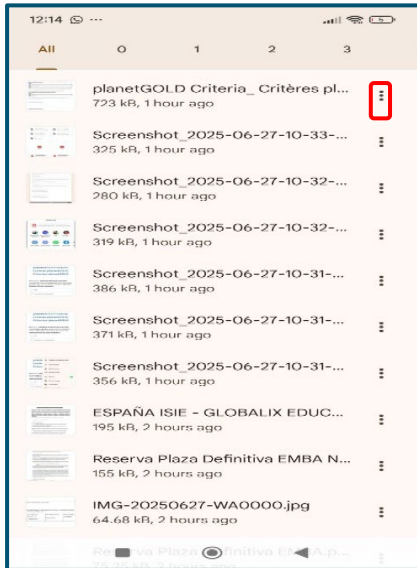 12:14 ...
5
All 0 1 2 3
planetGOLD Criteria_ Critères pl...
723 kB, 1 hour ago
Screenshot_2025-06-27-10-33-...
325 kB, 1 hour ago
Screenshot_2025-06-27-10-32-...
280 kB, 1 hour ago
Screenshot_2025-06-27-10-32-...
319 kB, 1 hour ago
Screenshot_2025-06-27-10-31-...
386 kB, 1 hour ago
Screenshot_2025-06-27-10-31-...
371 kB, 1 hour ago
Screenshot_2025-06-27-10-31-...
356 kB, 1 hour ago
ESPAÑA ISIE - GLOBALIX EDUC...
195 kB, 2 hours ago
Reserva Plaza Definitiva EMBA N...
155 kB, 2 hours ago
IMG-20250627-WA0000.jpg
64.68 kB, 2 hours ago